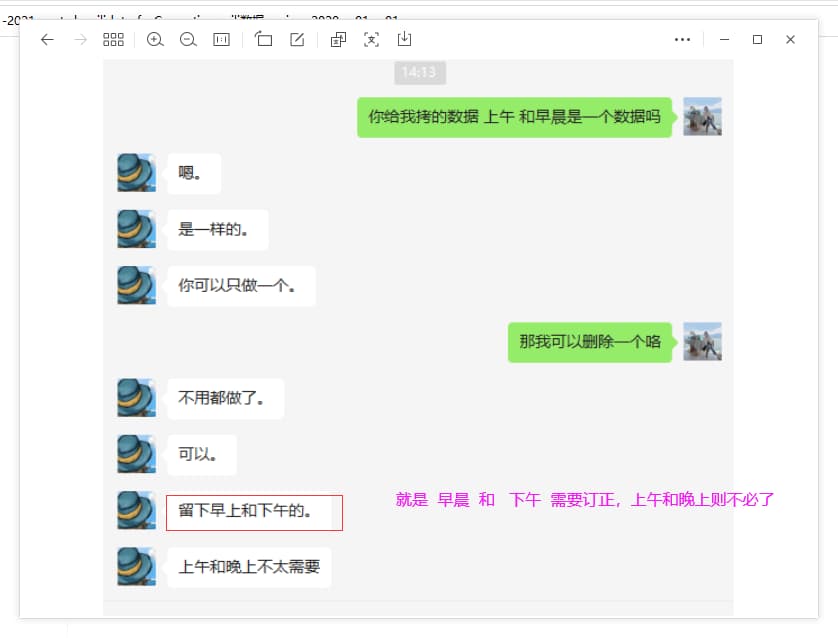 14:13
你给我拷的数据 上午 和早晨是一个数据吗
嗯。
是一样的。
你可以只做一个。
那我可以删除一个咯
不用都做了。
可以。
留下早上和下午的。
就是 早晨 和 下午 需要订正，上午和晚上则不必了
上午和晚上不太需要